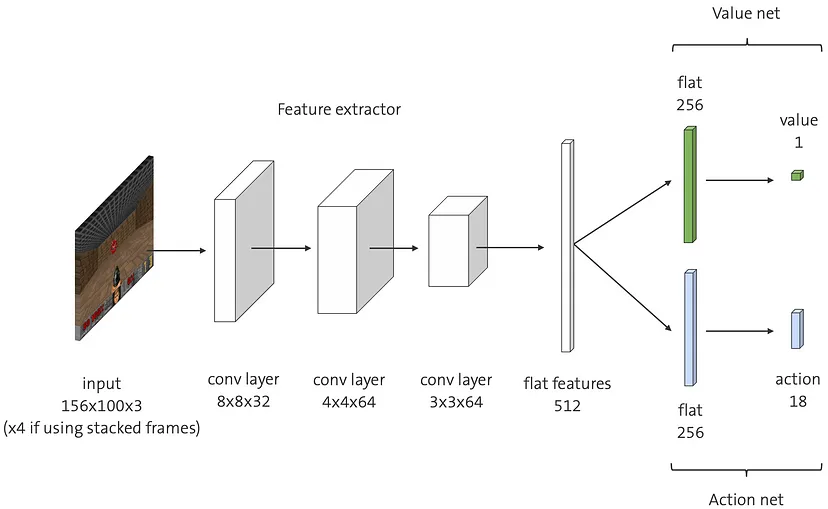 Value net
flat
256
value
1
Feature extractor
input
156x100x3
(x4 if using stacked frames)
conv layer
8x8x32
conv layer
4x4x64
conv layer
3x3x64
flat features
512
flat
256
action
18
Action net